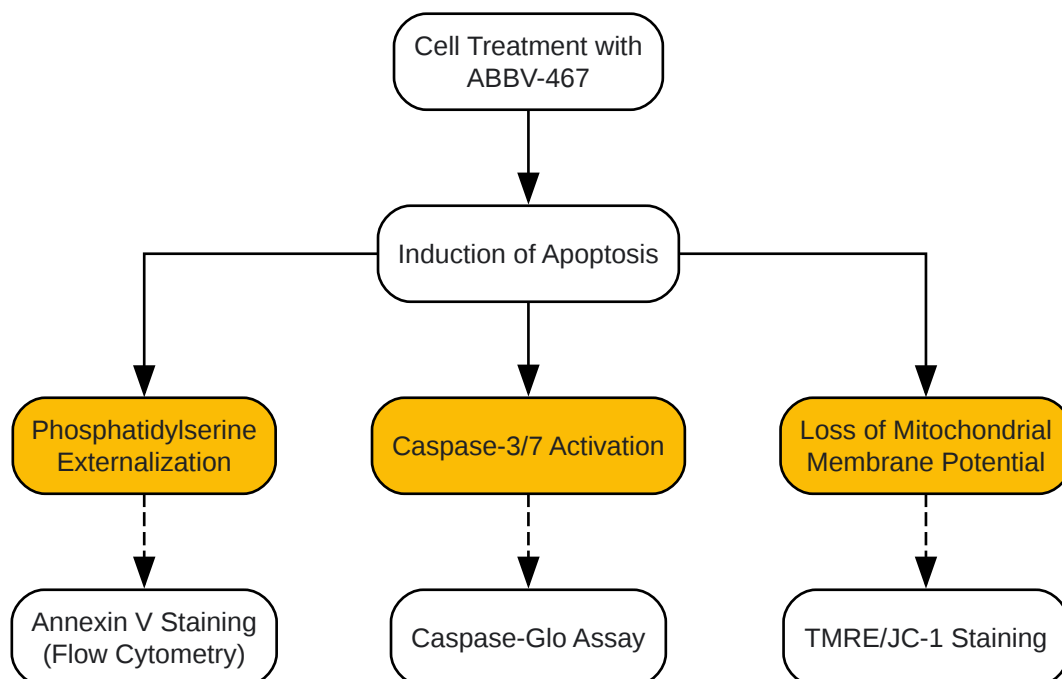 Cell Treatment with
ABBV-467
Induction of Apoptosis
Phosphatidylserine
Externalization
Caspase-3/7 Activation
Loss of Mitochondrial
Membrane Potential
Annexin V Staining
(Flow Cytometry)
Caspase-Glo Assay
TMRE/JC-1 Staining